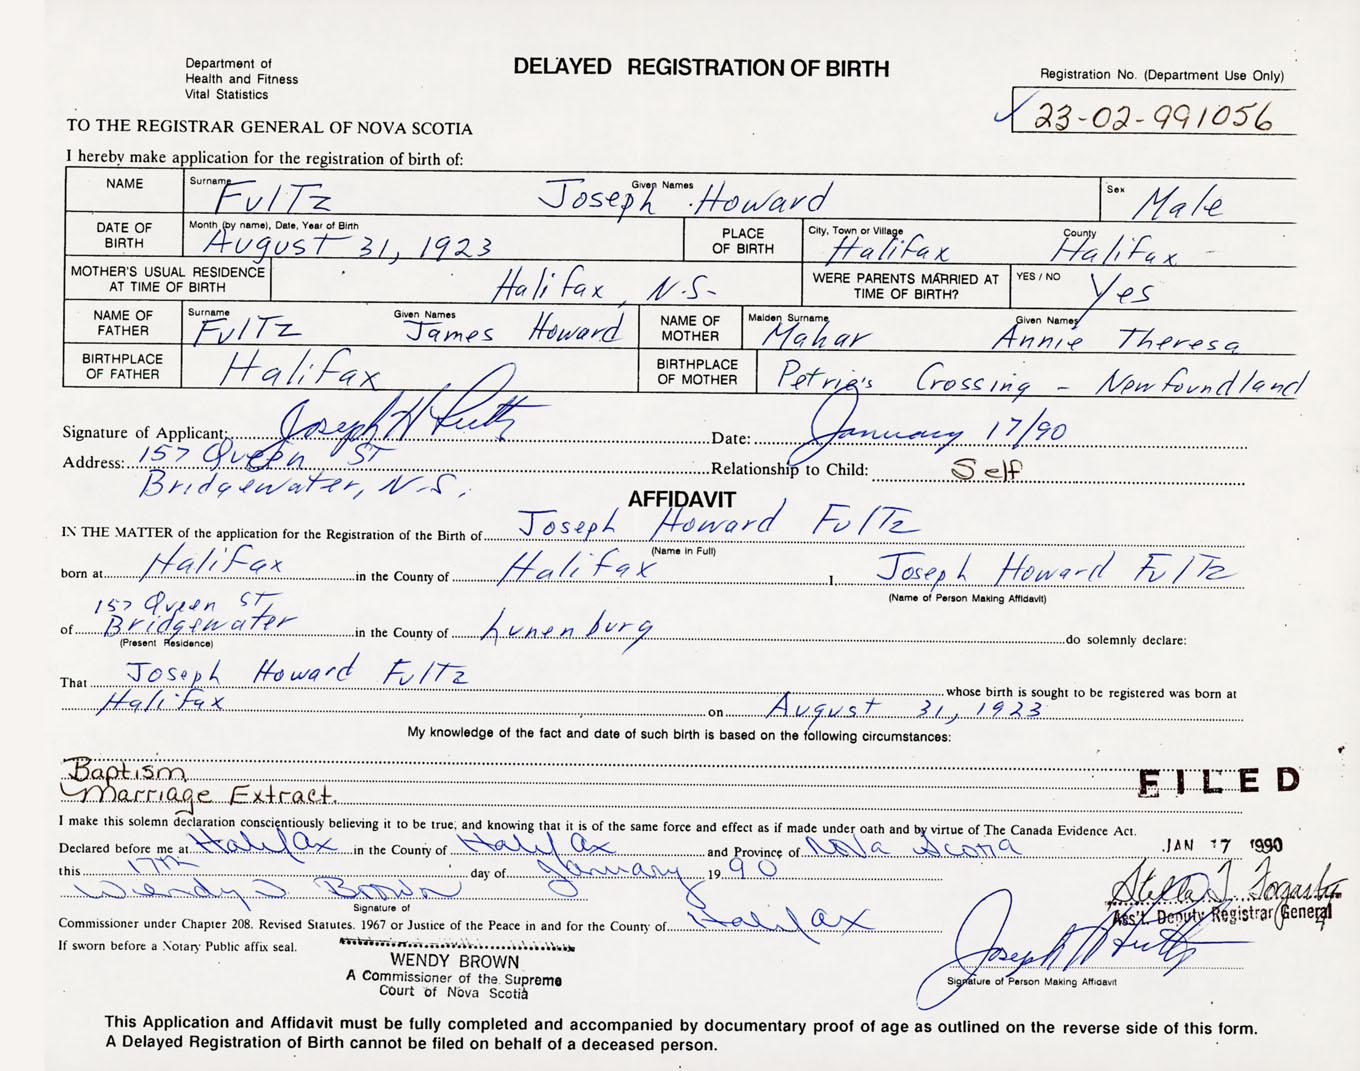 Department of
Health and Fitness
Vital Statistics
DELAYED REGISTRATION OF BIRTH
Registration No. (Department Use Only)
23-02-991056
TO THE REGISTRAR GENERAL OF NOVA SCOTIA
I hereby make application for the registration of birth of:
NAME Surname Fultz Given Names Joseph Howard Sex Male
DATE OF BIRTH Month (by name), Date, Year of Birth August 31, 1923 PLACE OF BIRTH City, Town or Village Halifax County Halifax
MOTHER'S USUAL RESIDENCE AT TIME OF BIRTH Halifax, N.S. WERE PARENTS MARRIED AT TIME OF BIRTH? YES / NO Yes
NAME OF FATHER Surname Fultz Given Names James Howard NAME OF MOTHER Maiden Surname Mahar Given Names Annie Theresa
BIRTHPLACE OF FATHER Halifax BIRTHPLACE OF MOTHER Petrie's Crossing - Newfoundland
Signature of Applicant: Joseph H Fultz Date: January 17/90
Address: 157 Queen ST Relationship to Child: Self
Bridgewater, N.S.
AFFIDAVIT
IN THE MATTER of the application for the Registration of the Birth of Joseph Howard Fultz
(Name in Full)
born at Halifax in the County of Halifax I, Joseph Howard Fultz
(Name of Person Making Affidavit)
157 Queen ST
of Bridgewater in the County of Lunenburg do solemnly declare:
(Present Residence)
That Joseph Howard Fultz whose birth is sought to be registered was born at
Halifax on August 31, 1923
My knowledge of the fact and date of such birth is based on the following circumstances:
Baptism
Marriage Extract.
FILED
I make this solemn declaration conscientiously believing it to be true, and knowing that it is of the same force and effect as if made under oath and by virtue of The Canada Evidence Act.
Declared before me at Halifax in the County of Halifax and Province of Nova Scotia
JAN 17 1990
this 17th day of January 1990
Wendy Brown
Signature of
Stella T.
Ass't. Deputy Registrar General
Commissioner under Chapter 208. Revised Statutes. 1967 or Justice of the Peace in and for the County of Halifax
If sworn before a Notary Public affix seal.
WENDY BROWN
A Commissioner of the Supreme
Court of Nova Scotia
Joseph H Fultz
Signature of Person Making Affidavit
This Application and Affidavit must be fully completed and accompanied by documentary proof of age as outlined on the reverse side of this form.
A Delayed Registration of Birth cannot be filed on behalf of a deceased person.